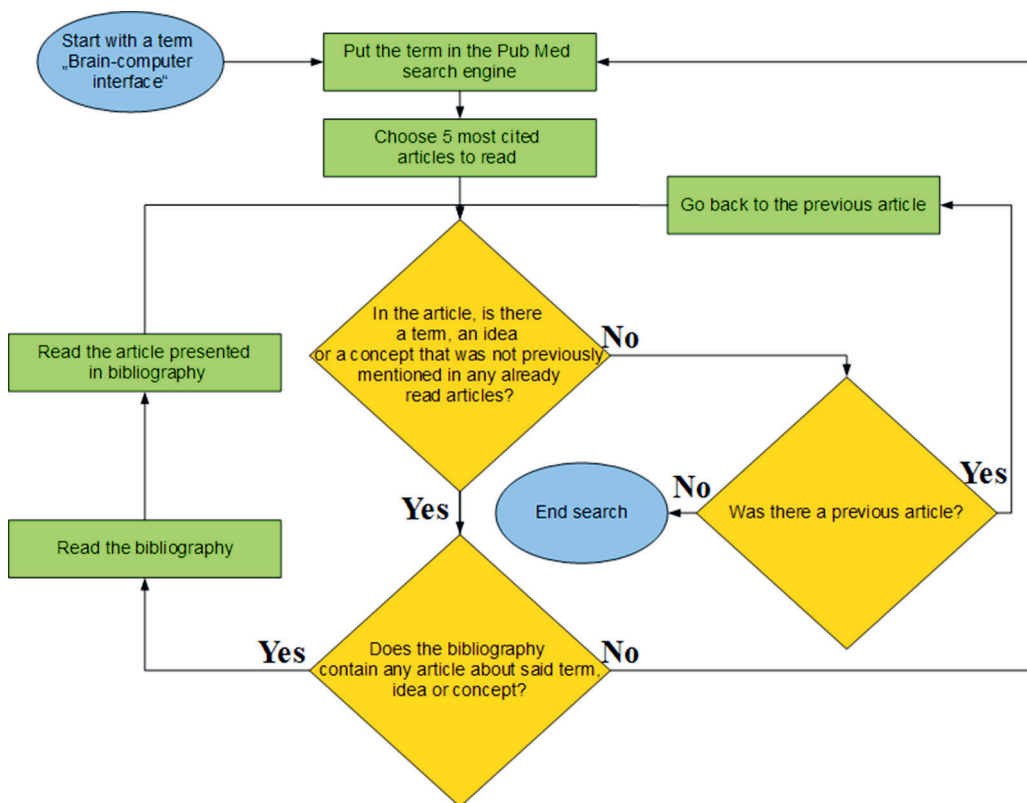 Start with a term
„Brain-computer
interface“
Put the term in the Pub Med
search engine
Choose 5 most cited
articles to read
Go back to the previous article
In the article, is there
a term, an idea
or a concept that was not previously
mentioned in any already
read articles?
No
Read the article presented
in bibliography
Yes
No
Yes
End search
Was there a previous article?
Read the bibliography
Yes
Does the bibliography
contain any article about said term,
idea or concept?
No